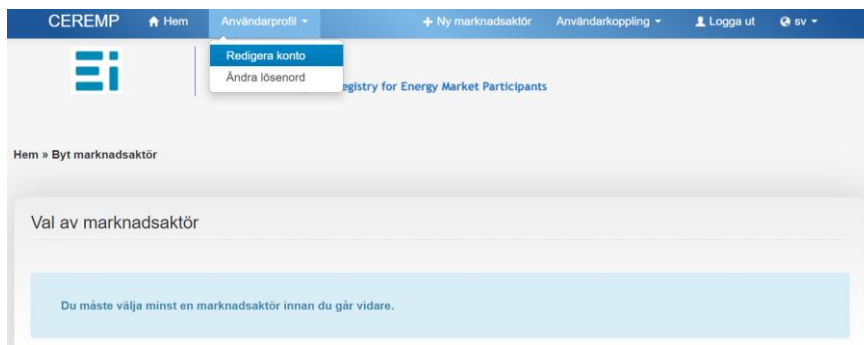 CEREMP Hem Användarprofil + Ny marknadsaktör Användarkoppling Logga ut sv
Redigera konto
Ändra lösenord
Ei
egistry for Energy Market Participants
Hem » Byt marknadsaktör
Val av marknadsaktör
Du måste välja minst en marknadsaktör innan du går vidare.